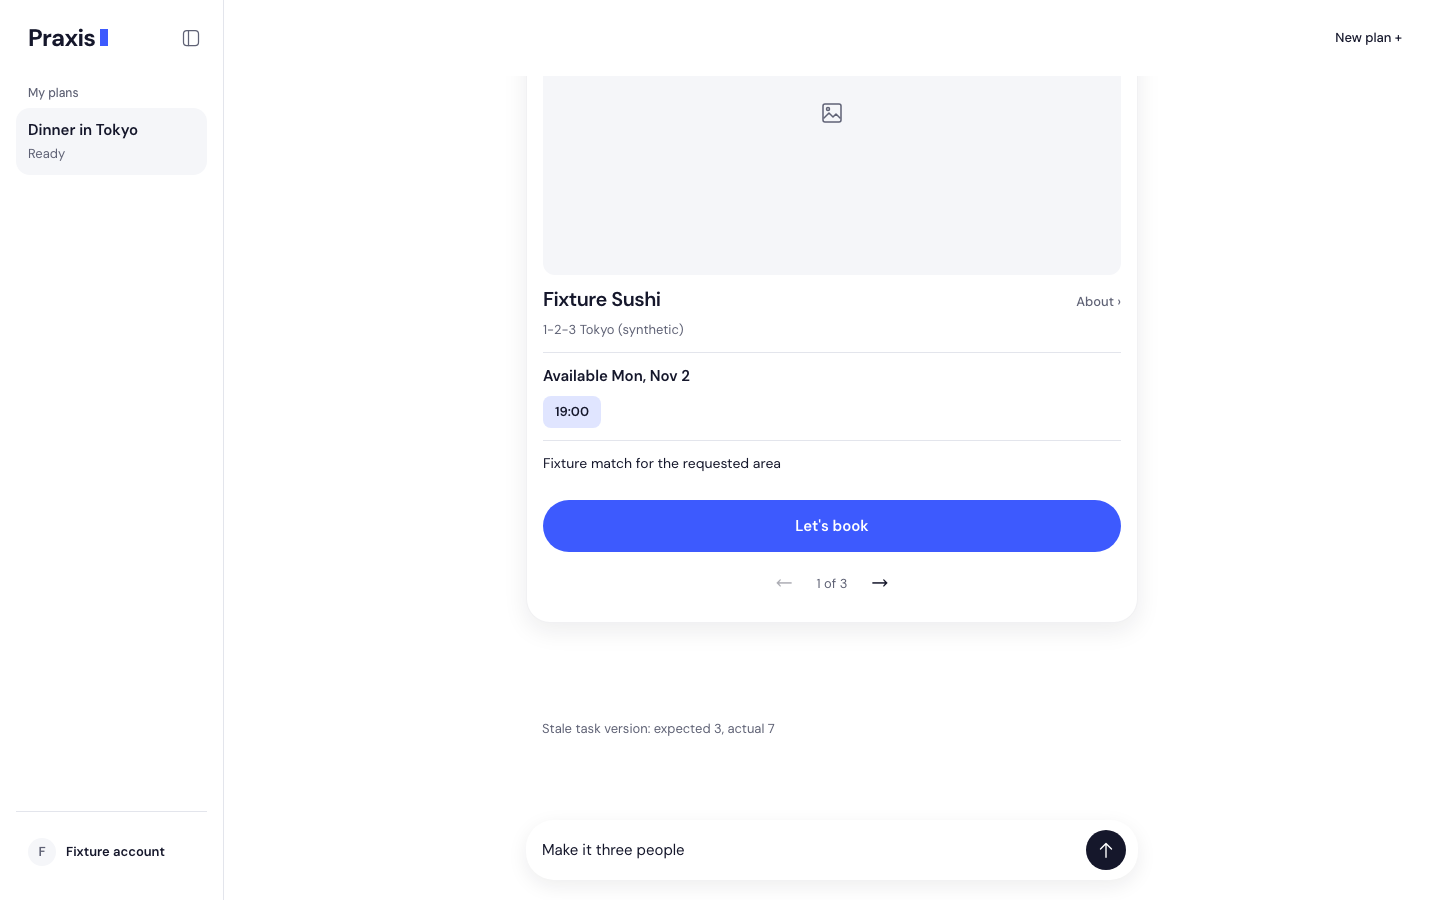 Praxis
New plan +
My plans
Dinner in Tokyo
Ready
Fixture Sushi
About ›
1-2-3 Tokyo (synthetic)
Available Mon, Nov 2
19:00
Fixture match for the requested area
Let's book
← 1 of 3 →
Stale task version: expected 3, actual 7
Make it three people
F Fixture account